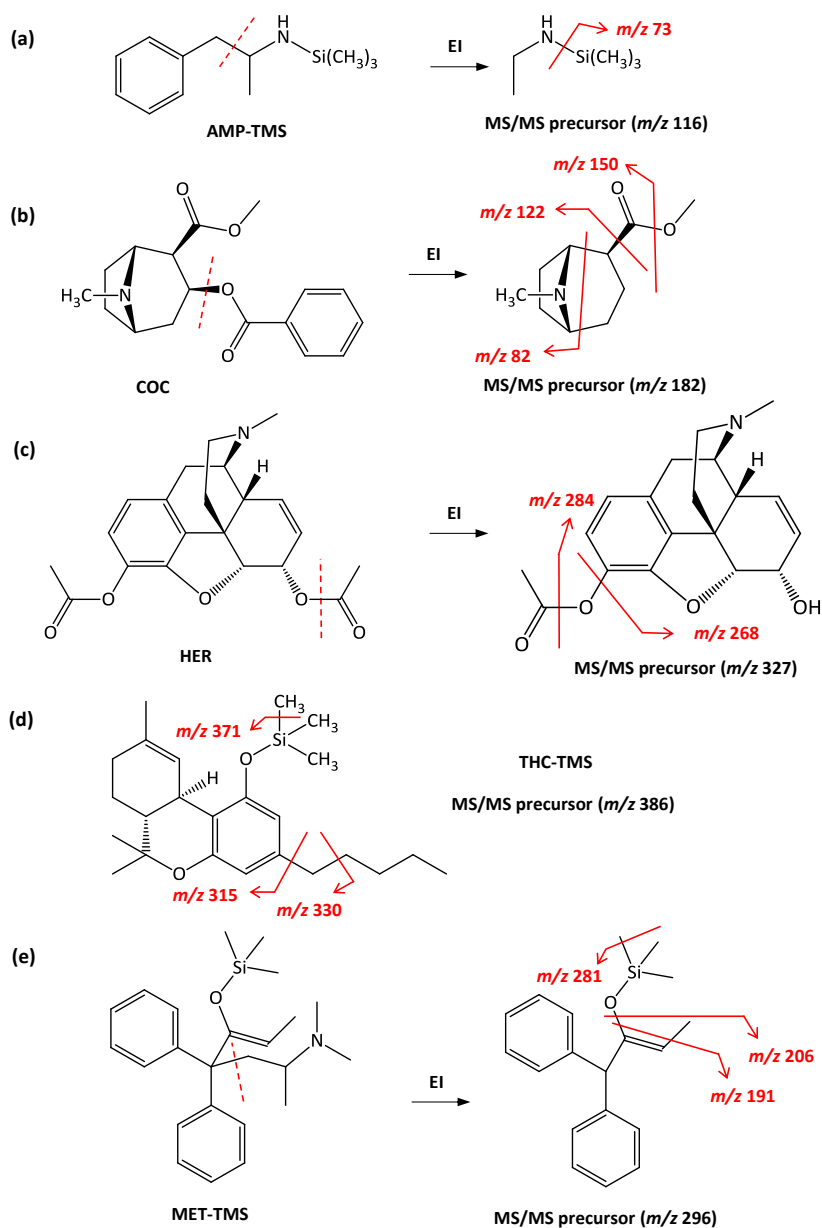 (a)
H
N
Si(CH₃)₃
AMP-TMS
EI
H
N
Si(CH₃)₃
m/z 73
MS/MS precursor (m/z 116)
(b)
O
O
H₃C
N
O
O
COC
EI
O
O
H₃C
N
m/z 150
m/z 122
m/z 82
MS/MS precursor (m/z 182)
(c)
N
H
O
O
O
O
O
HER
EI
N
H
O
O
O
OH
m/z 284
m/z 268
MS/MS precursor (m/z 327)
(d)
m/z 371
CH₃
CH₃
Si
CH₃
O
H
O
m/z 315
m/z 330
THC-TMS
MS/MS precursor (m/z 386)
(e)
Si
O
N
MET-TMS
EI
Si
O
m/z 281
m/z 206
m/z 191
MS/MS precursor (m/z 296)